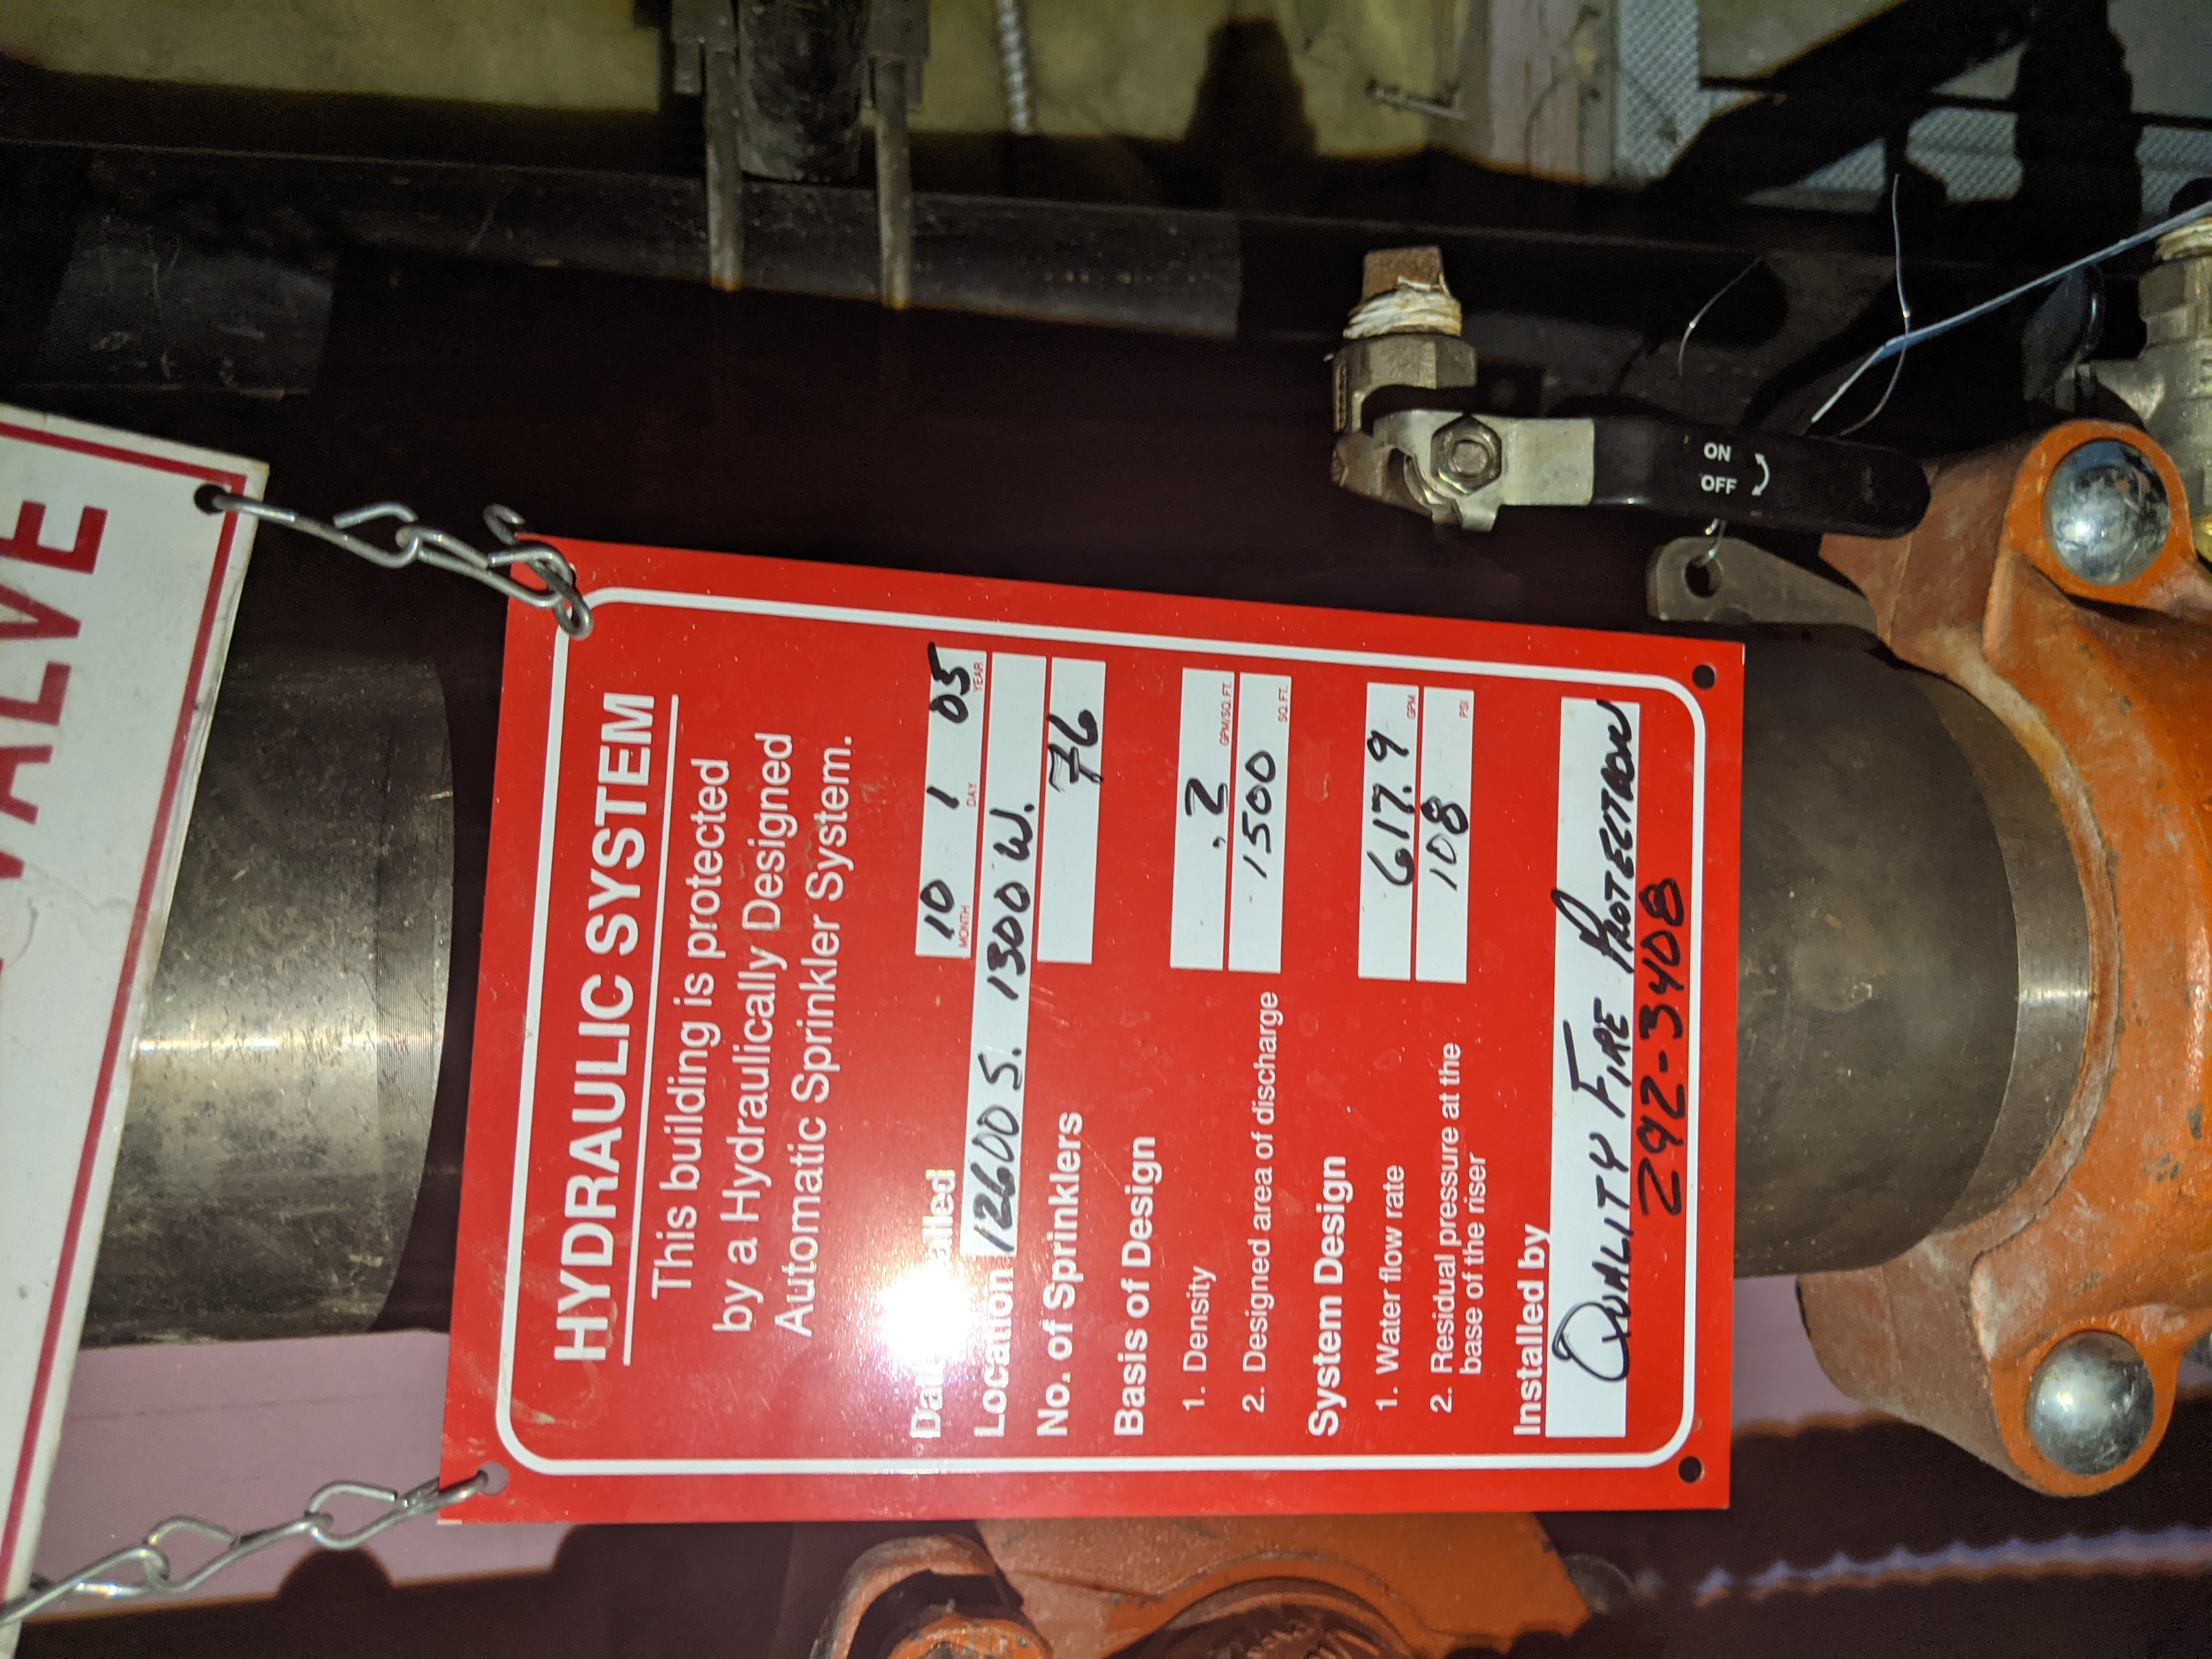 VALVE
HYDRAULIC SYSTEM
This building is protected
by a Hydraulically Designed
Automatic Sprinkler System.
10 1 05
MONTH DAY YEAR
Location 12600 S. 1300 W.
No. of Sprinklers 76
Basis of Design
1. Density .2 GPM/SQ. FT.
2. Designed area of discharge 1500 SQ. FT.
System Design
1. Water flow rate 617.9 GPM
2. Residual pressure at the 108 PSI
base of the riser
Installed by
QUALITY FIRE PROTECTION
292-3408
ON
OFF